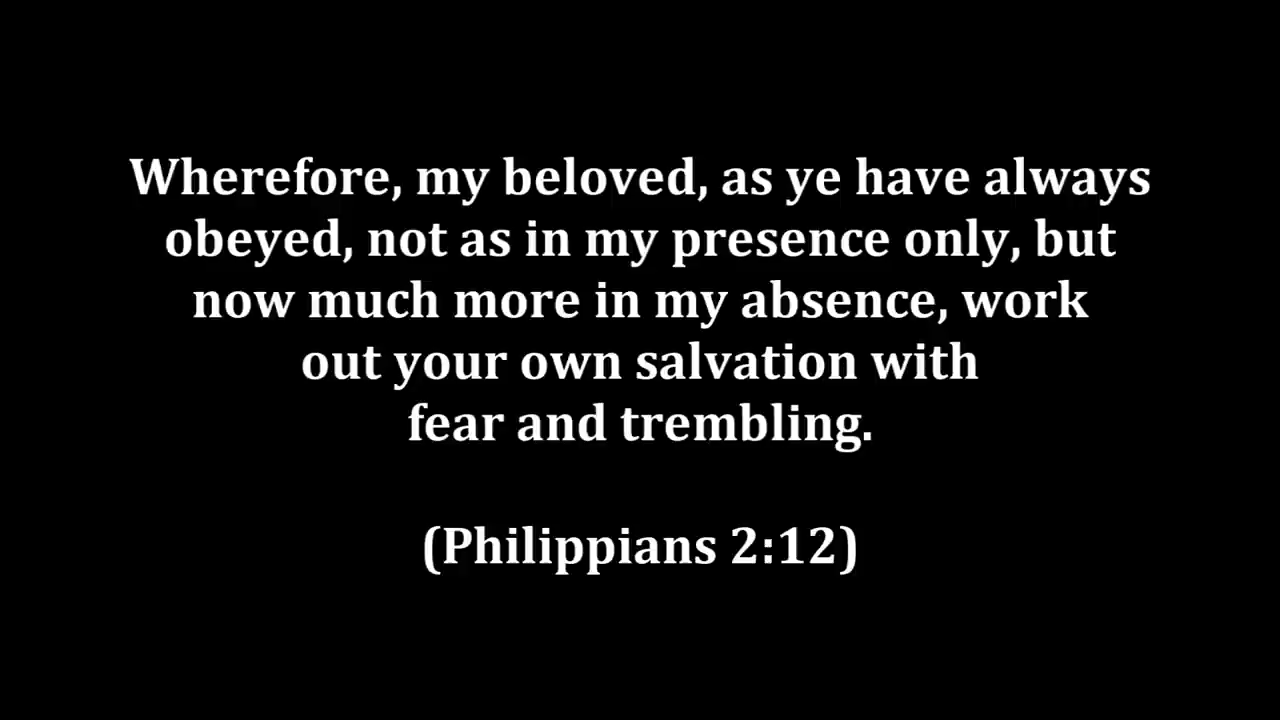 Wherefore, my beloved, as ye have always
obeyed, not as in my presence only, but
now much more in my absence, work
out your own salvation with
fear and trembling.
(Philippians 2:12)